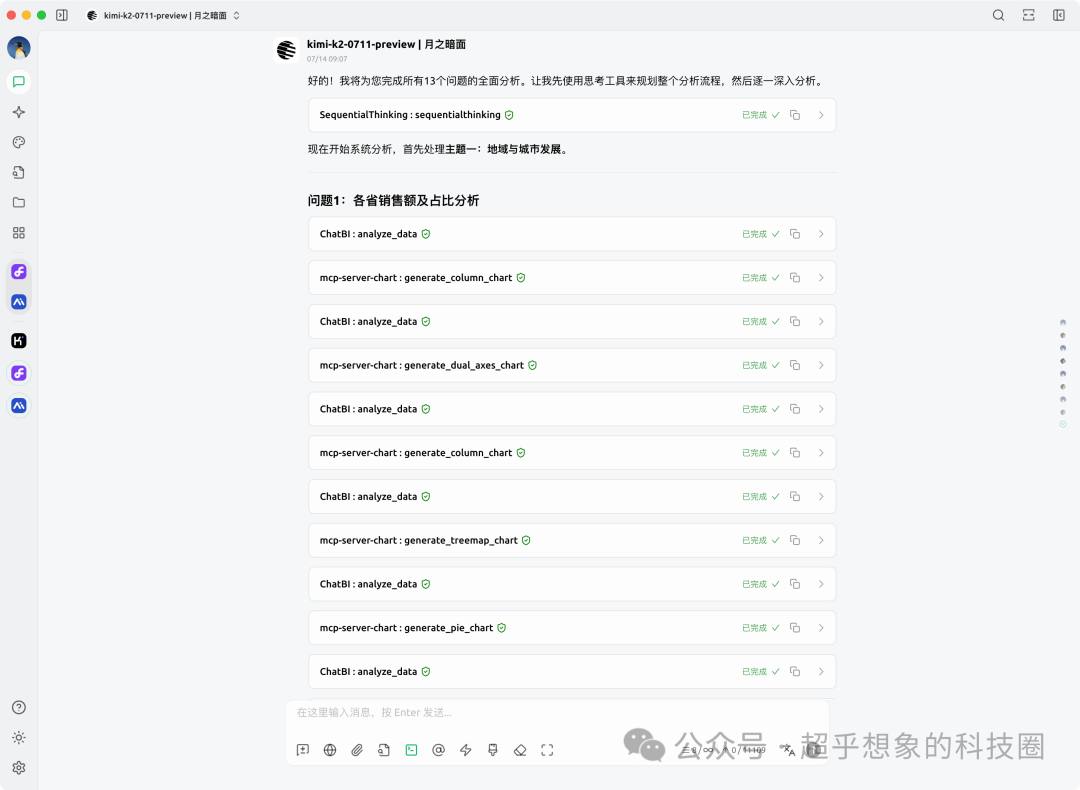 kimi-k2-0711-preview | 月之暗面
kimi-k2-0711-preview | 月之暗面
07/14 09:07
好的！我将为您完成所有13个问题的全面分析。让我先使用思考工具来规划整个分析流程，然后逐一深入分析。
SequentialThinking : sequentialthinking 已完成
现在开始系统分析，首先处理主题一：地域与城市发展。
问题1：各省销售额及占比分析
ChatBI : analyze_data 已完成
mcp-server-chart : generate_column_chart 已完成
ChatBI : analyze_data 已完成
mcp-server-chart : generate_dual_axes_chart 已完成
ChatBI : analyze_data 已完成
mcp-server-chart : generate_column_chart 已完成
ChatBI : analyze_data 已完成
mcp-server-chart : generate_treemap_chart 已完成
ChatBI : analyze_data 已完成
mcp-server-chart : generate_pie_chart 已完成
ChatBI : analyze_data 已完成
在这里输入消息，按 Enter 发送...
公众号 · 超乎想象的科技圈